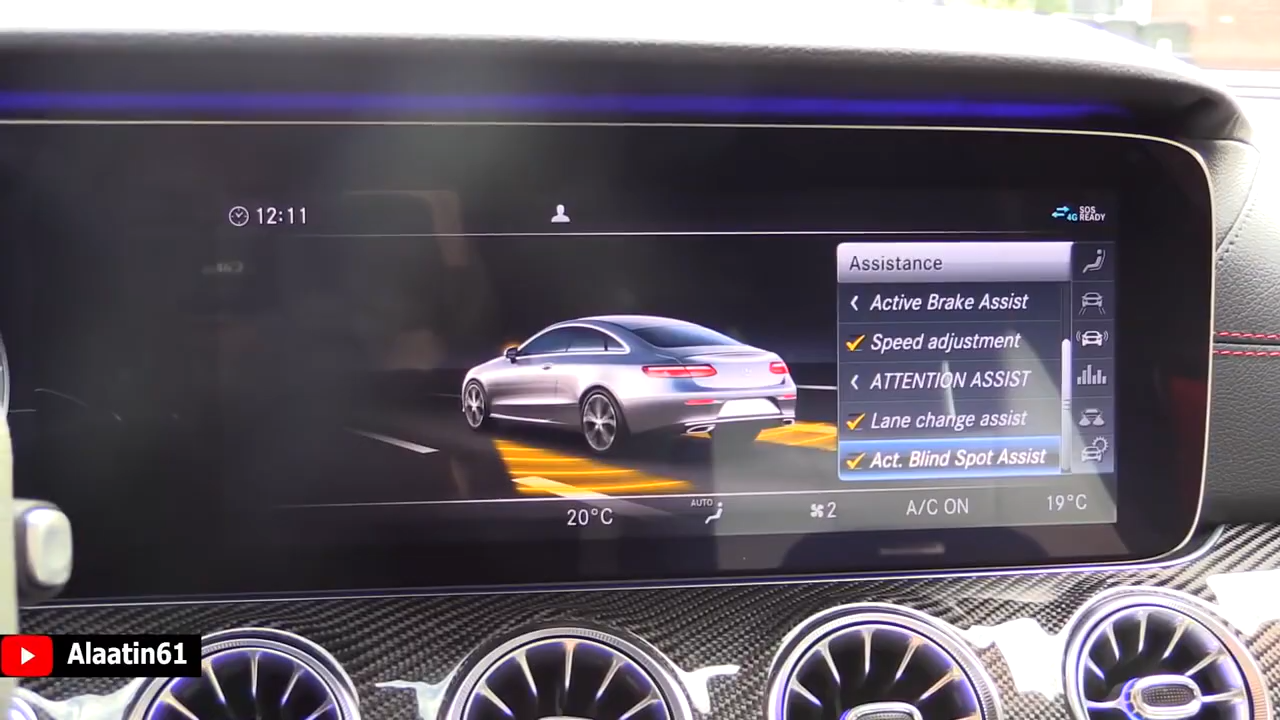 12:11
4G
SOS
READY
Assistance
Active Brake Assist
Speed adjustment
ATTENTION ASSIST
Lane change assist
Act. Blind Spot Assist
20°C
AUTO
2
A/C ON
19°C
Alaatin61